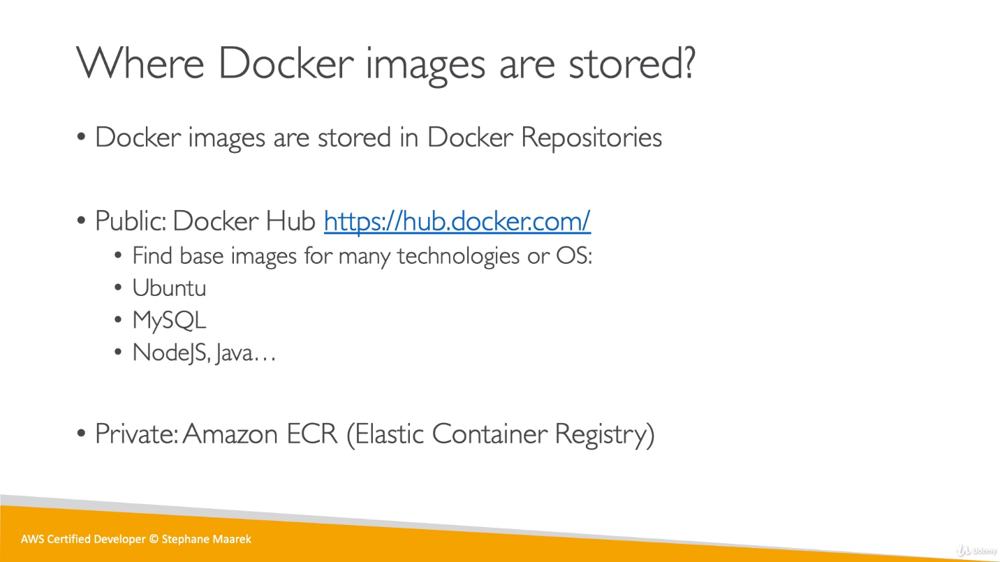 Where Docker images are stored?
• Docker images are stored in Docker Repositories
• Public: Docker Hub https://hub.docker.com/
• Find base images for many technologies or OS:
• Ubuntu
• MySQL
• NodeJS, Java…
• Private: Amazon ECR (Elastic Container Registry)
AWS Certified Developer © Stephane Maarek
Udemy